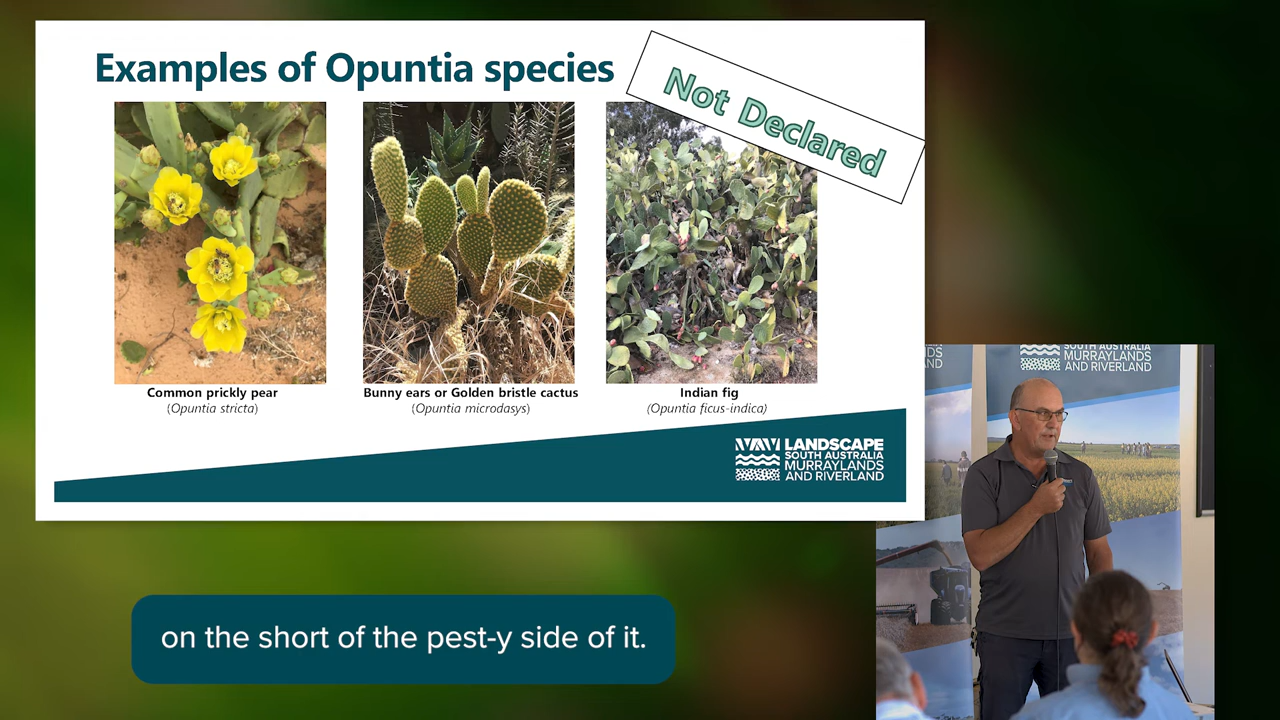 Examples of Opuntia species
Not Declared
Common prickly pear
(Opuntia stricta)
Bunny ears or Golden bristle cactus
(Opuntia microdasys)
Indian fig
(Opuntia ficus-indica)
LANDSCAPE
SOUTH AUSTRALIA
MURRAYLANDS
AND RIVERLAND
NDS
AND
SOUTH AUSTRALIA
MURRAYLANDS
AND RIVERLAND
on the short of the pest-y side of it.